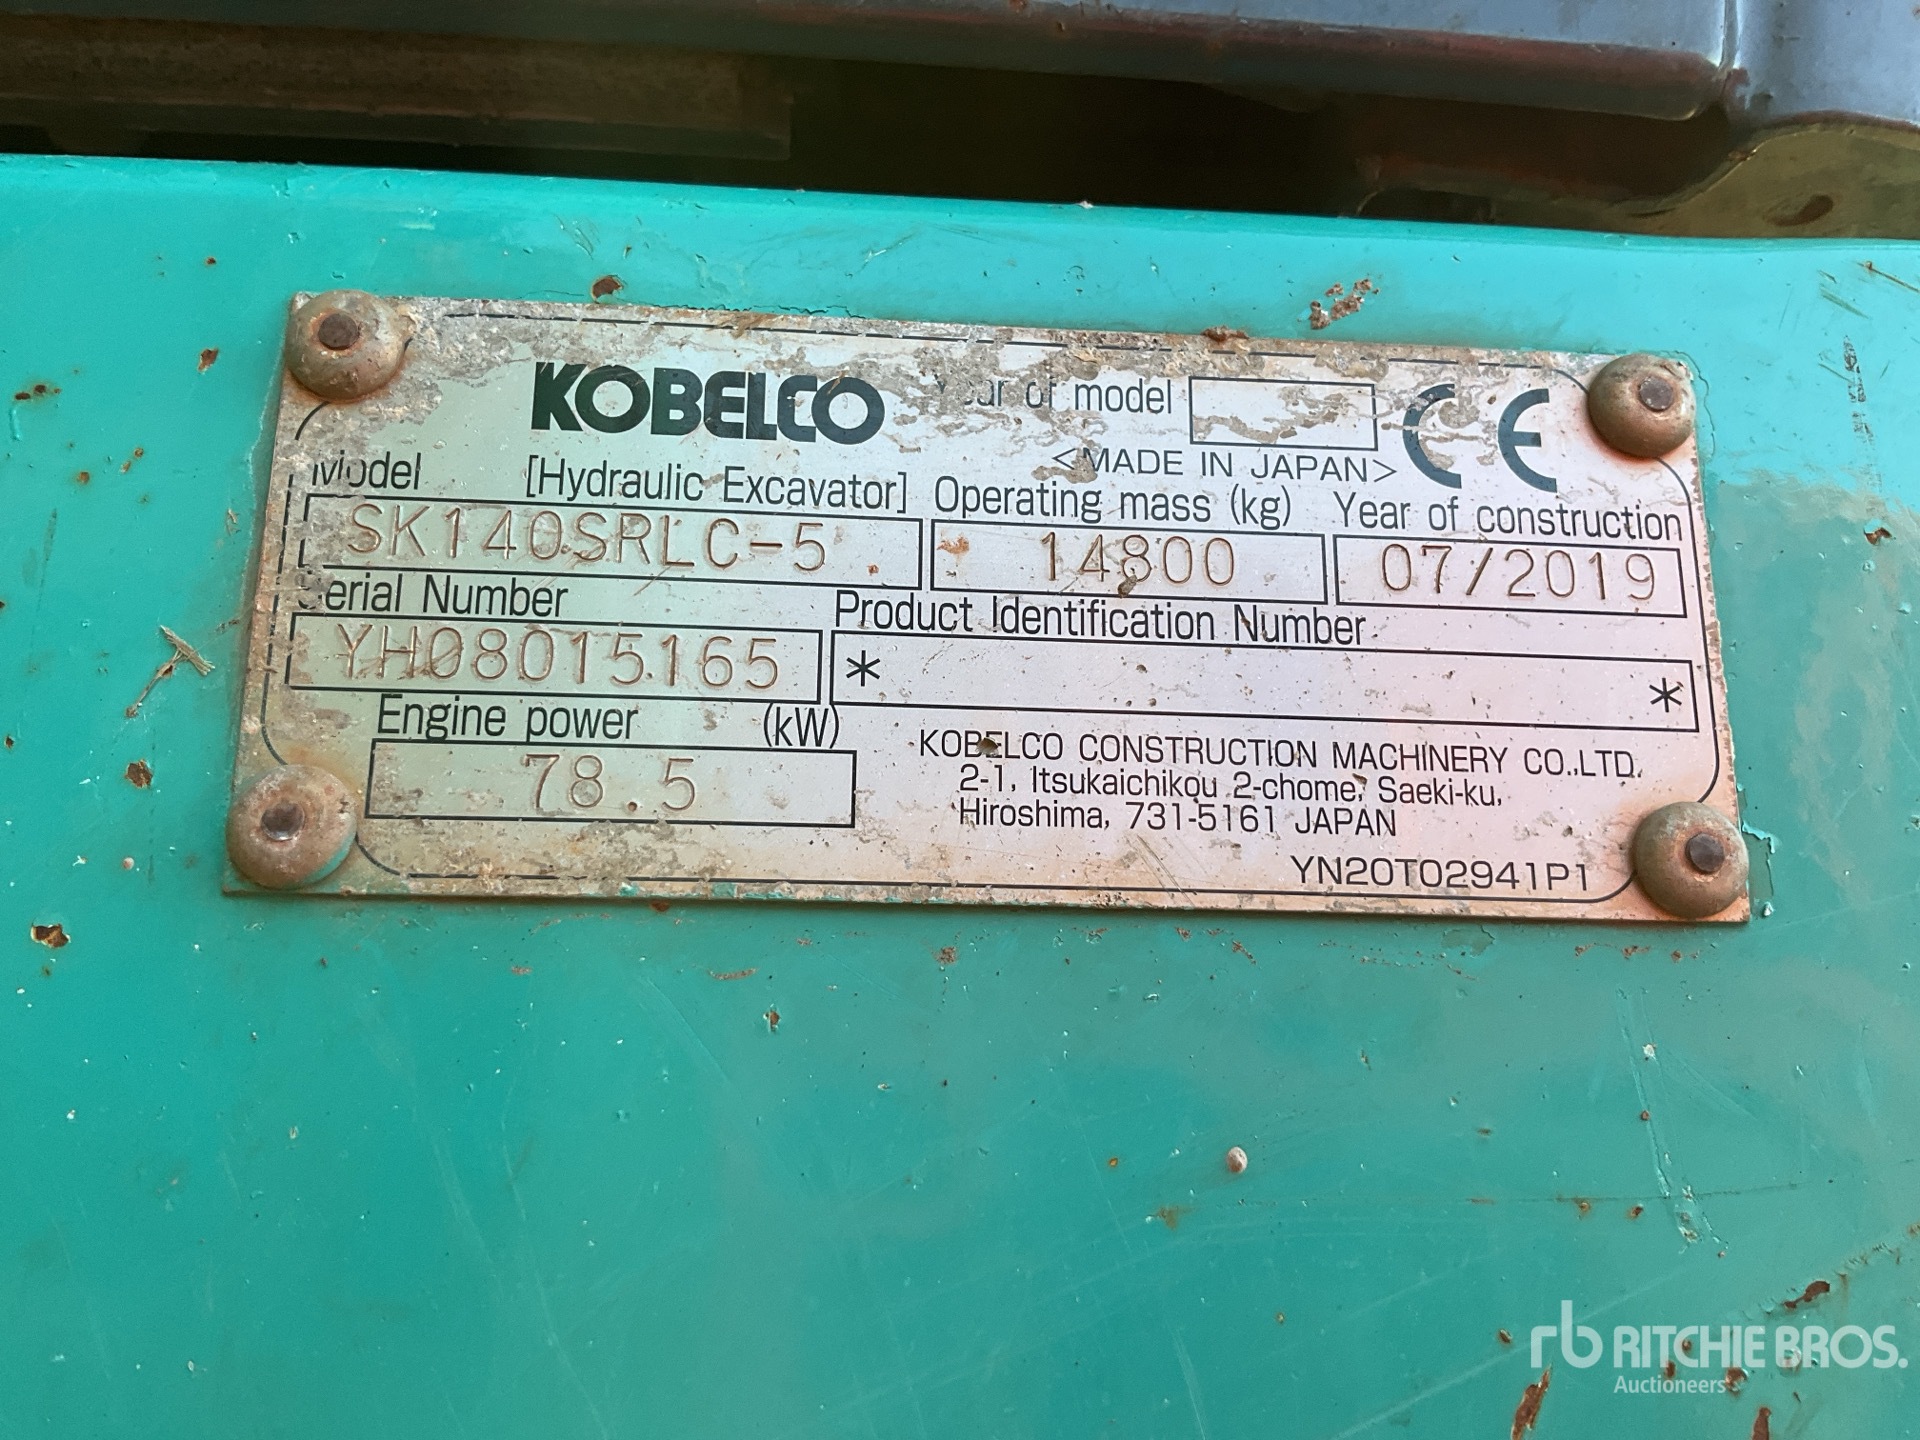 KOBELCO Year of model CE
<MADE IN JAPAN>
Model [Hydraulic Excavator] Operating mass (kg) Year of construction
SK140SRLC-5 14800 07/2019
Serial Number Product Identification Number
YH08015165 * *
Engine power (kW)
78.5
KOBELCO CONSTRUCTION MACHINERY CO.,LTD.
2-1, Itsukaichikou 2-chome, Saeki-ku,
Hiroshima, 731-5161 JAPAN
YN20T02941P1
rb RITCHIE BROS.
Auctioneers